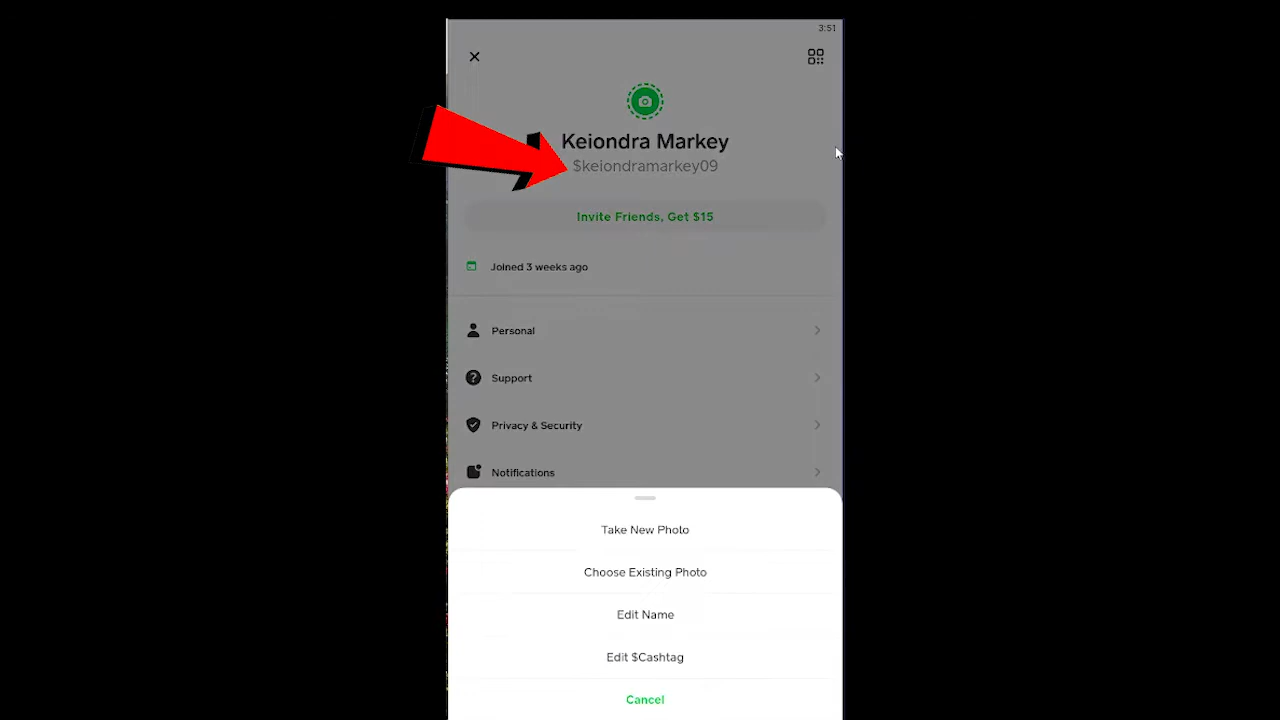 3:51
Keiondra Markey
$keiondramarkey09
Invite Friends, Get $15
Joined 3 weeks ago
Personal
Support
Privacy & Security
Notifications
Take New Photo
Choose Existing Photo
Edit Name
Edit $Cashtag
Cancel